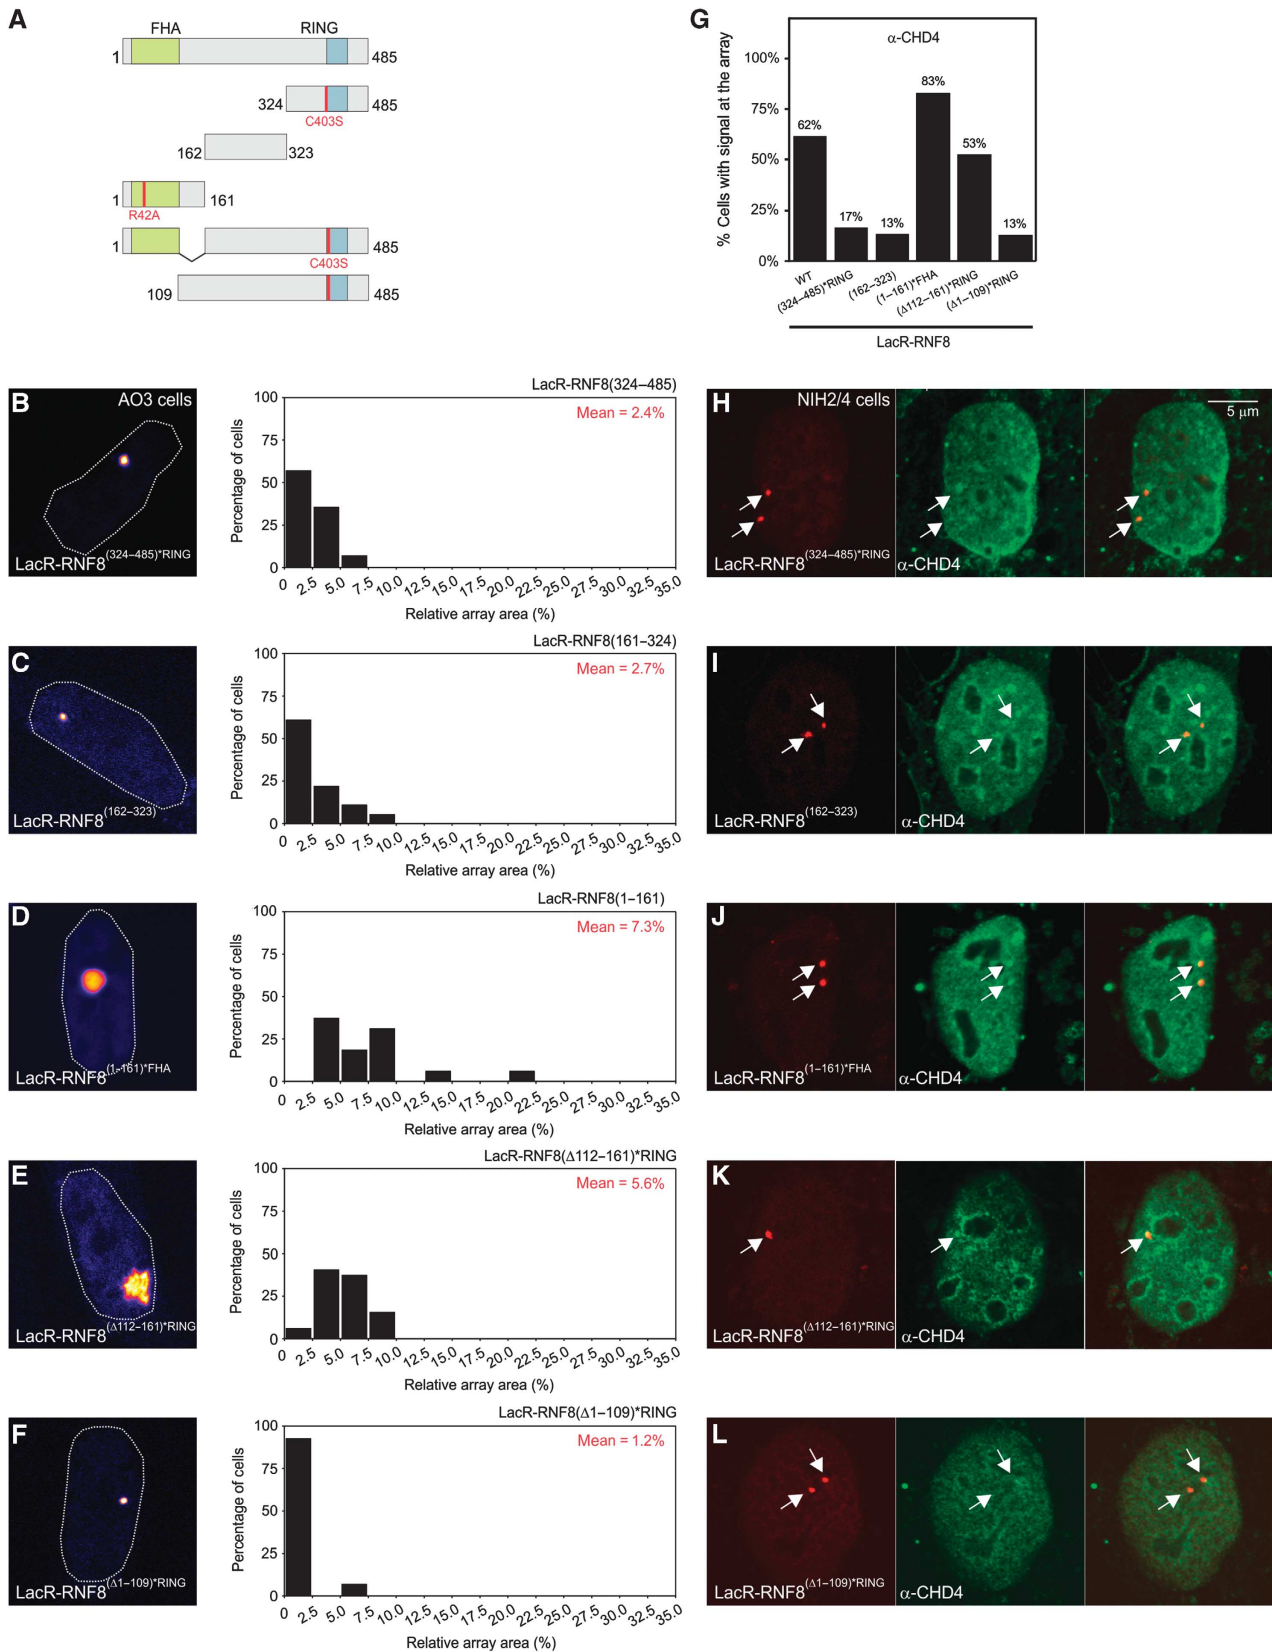 A
FHA RING
1 485
324 485
C403S
162 323
1 161
R42A
1 485
C403S
109 485
G
α-CHD4
% Cells with signal at the array
100%
75%
50%
25%
0%
62%
17%
13%
83%
53%
13%
WT
(324–485)*RING
(162–323)
(1–161)*FHA
(Δ112–161)*RING
(Δ1–109)*RING
LacR-RNF8
B
AO3 cells
LacR-RNF8(324–485)*RING
LacR-RNF8(324–485)
Mean = 2.4%
Percentage of cells
100
75
50
25
0
0 2.5 5.0 7.5 10.0 12.5 15.0 17.5 20.0 22.5 25.0 27.5 30.0 32.5 35.0
Relative array area (%)
H
NIH2/4 cells
5 μm
LacR-RNF8(324–485)*RING
α-CHD4
C
LacR-RNF8(162–323)
LacR-RNF8(161–324)
Mean = 2.7%
Percentage of cells
100
75
50
25
0
0 2.5 5.0 7.5 10.0 12.5 15.0 17.5 20.0 22.5 25.0 27.5 30.0 32.5 35.0
Relative array area (%)
I
LacR-RNF8(162–323)
α-CHD4
D
LacR-RNF8(1–161)*FHA
LacR-RNF8(1–161)
Mean = 7.3%
Percentage of cells
100
75
50
25
0
0 2.5 5.0 7.5 10.0 12.5 15.0 17.5 20.0 22.5 25.0 27.5 30.0 32.5 35.0
Relative array area (%)
J
LacR-RNF8(1–161)*FHA
α-CHD4
E
LacR-RNF8(Δ112–161)*RING
LacR-RNF8(Δ112–161)*RING
Mean = 5.6%
Percentage of cells
100
75
50
25
0
0 2.5 5.0 7.5 10.0 12.5 15.0 17.5 20.0 22.5 25.0 27.5 30.0 32.5 35.0
Relative array area (%)
K
LacR-RNF8(Δ112–161)*RING
α-CHD4
F
LacR-RNF8(Δ1–109)*RING
LacR-RNF8(Δ1–109)*RING
Mean = 1.2%
Percentage of cells
100
75
50
25
0
0 2.5 5.0 7.5 10.0 12.5 15.0 17.5 20.0 22.5 25.0 27.5 30.0 32.5 35.0
Relative array area (%)
L
LacR-RNF8(Δ1–109)*RING
α-CHD4